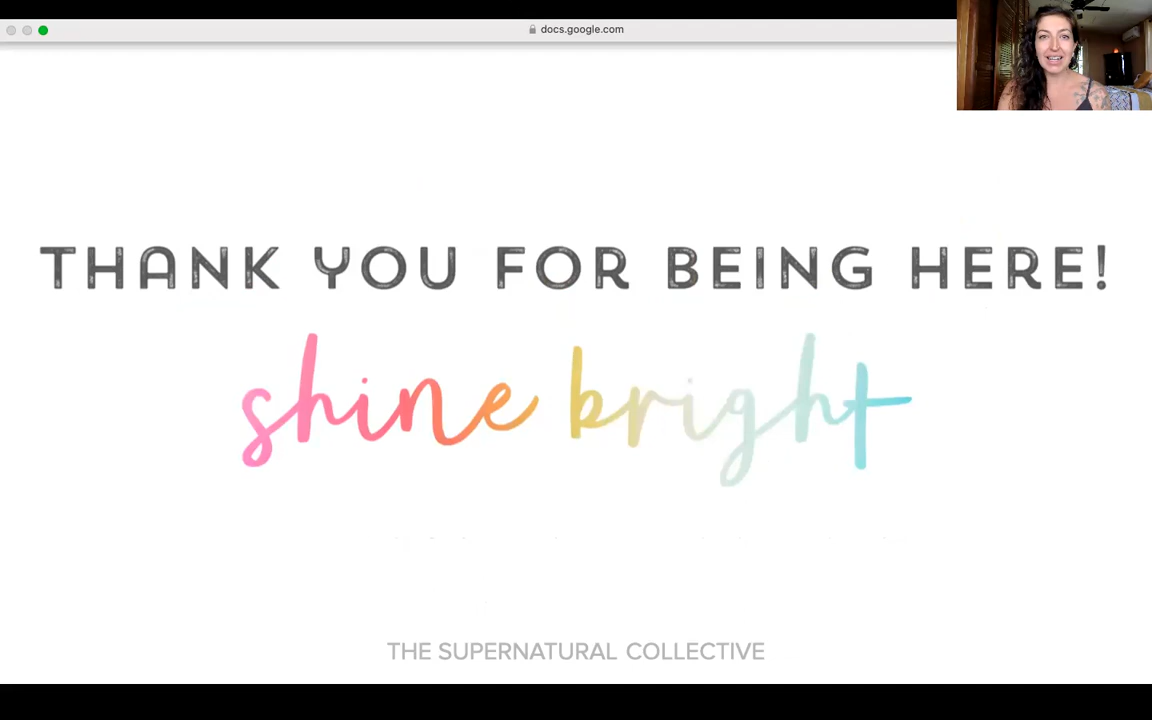 docs.google.com
THANK YOU FOR BEING HERE!
shine bright
THE SUPERNATURAL COLLECTIVE